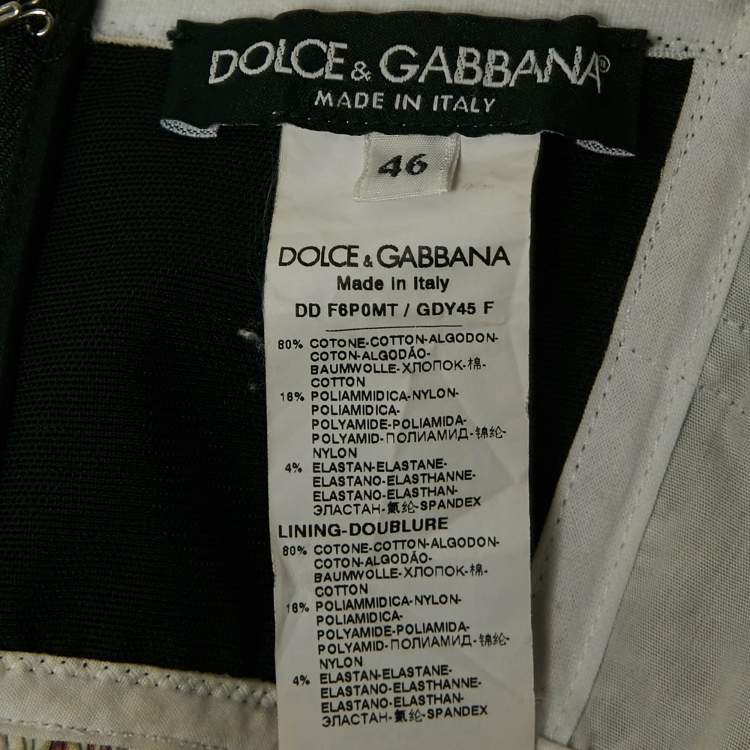 DOLCE & GABBANA®
MADE IN ITALY
46
DOLCE & GABBANA
Made in Italy
DD F6P0MT / GDY45 F
80% COTONE-COTTON-ALGODON-
COTON-ALGODÃO-
BAUMWOLLE-ХЛОПОК-棉-
COTTON
16% POLIAMMIDICA-NYLON-
POLIAMIDICA-
POLYAMIDE-POLIAMIDA-
POLYAMID-ПОЛИАМИД-锦纶-
NYLON
4% ELASTAN-ELASTANE-
ELASTANO-ELASTHANNE-
ELASTANO-ELASTHAN-
ЭЛАСТАН-氨纶-SPANDEX
LINING-DOUBLURE
80% COTONE-COTTON-ALGODON-
COTON-ALGODÃO-
BAUMWOLLE-ХЛОПОК-棉-
COTTON
16% POLIAMMIDICA-NYLON-
POLIAMIDICA-
POLYAMIDE-POLIAMIDA-
POLYAMID-ПОЛИАМИД-锦纶-
NYLON
4% ELASTAN-ELASTANE-
ELASTANO-ELASTHANNE-
ELASTANO-ELASTHAN-
ЭЛАСТАН-氨纶-SPANDEX